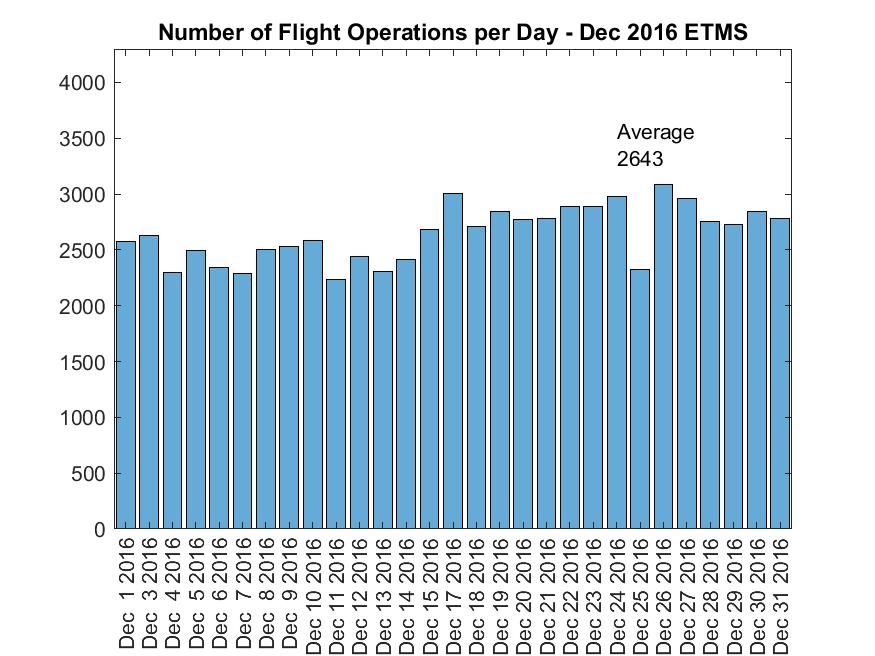 Number of Flight Operations per Day - Dec 2016 ETMS
4000
3500
3000
2500
2000
1500
1000
500
0
Average
2643
Dec 1 2016
Dec 3 2016
Dec 4 2016
Dec 5 2016
Dec 6 2016
Dec 7 2016
Dec 8 2016
Dec 9 2016
Dec 10 2016
Dec 11 2016
Dec 12 2016
Dec 13 2016
Dec 14 2016
Dec 15 2016
Dec 17 2016
Dec 18 2016
Dec 19 2016
Dec 20 2016
Dec 21 2016
Dec 22 2016
Dec 23 2016
Dec 24 2016
Dec 25 2016
Dec 26 2016
Dec 27 2016
Dec 28 2016
Dec 29 2016
Dec 30 2016
Dec 31 2016